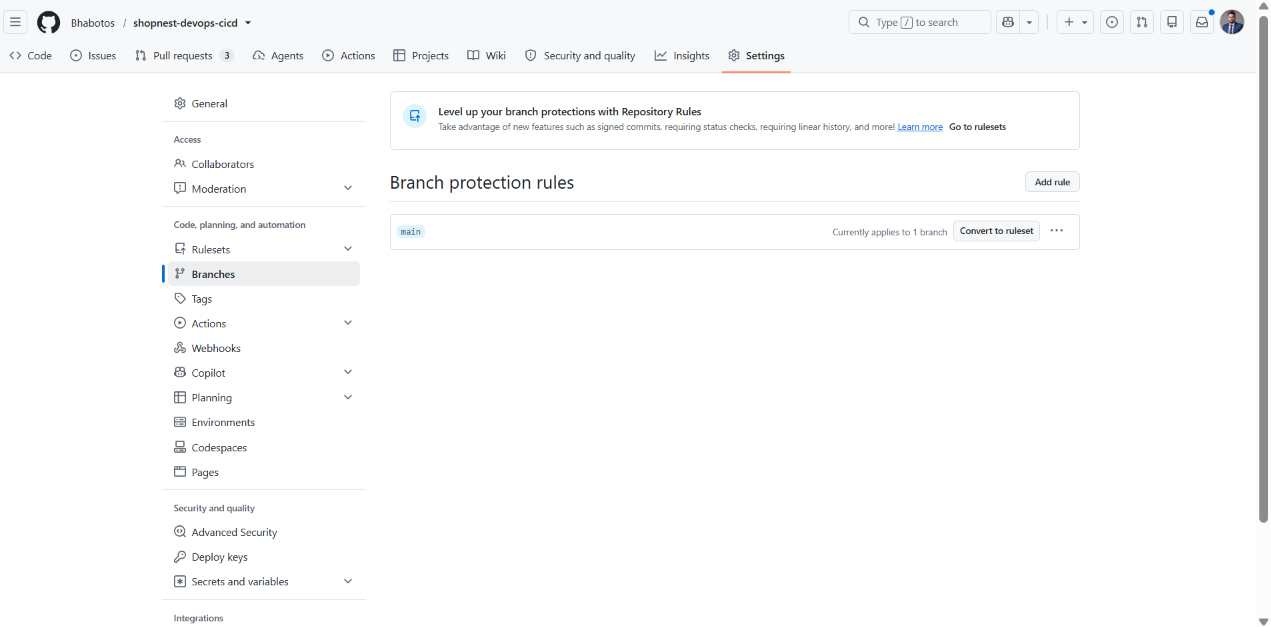 Bhabotos / shopnest-devops-cicd
Type / to search
Code
Issues
Pull requests 3
Agents
Actions
Projects
Wiki
Security and quality
Insights
Settings
General
Access
Collaborators
Moderation
Code, planning, and automation
Rulesets
Branches
Tags
Actions
Webhooks
Copilot
Planning
Environments
Codespaces
Pages
Security and quality
Advanced Security
Deploy keys
Secrets and variables
Integrations
Level up your branch protections with Repository Rules
Take advantage of new features such as signed commits, requiring status checks, requiring linear history, and more! Learn more Go to rulesets
Branch protection rules
Add rule
main
Currently applies to 1 branch
Convert to ruleset